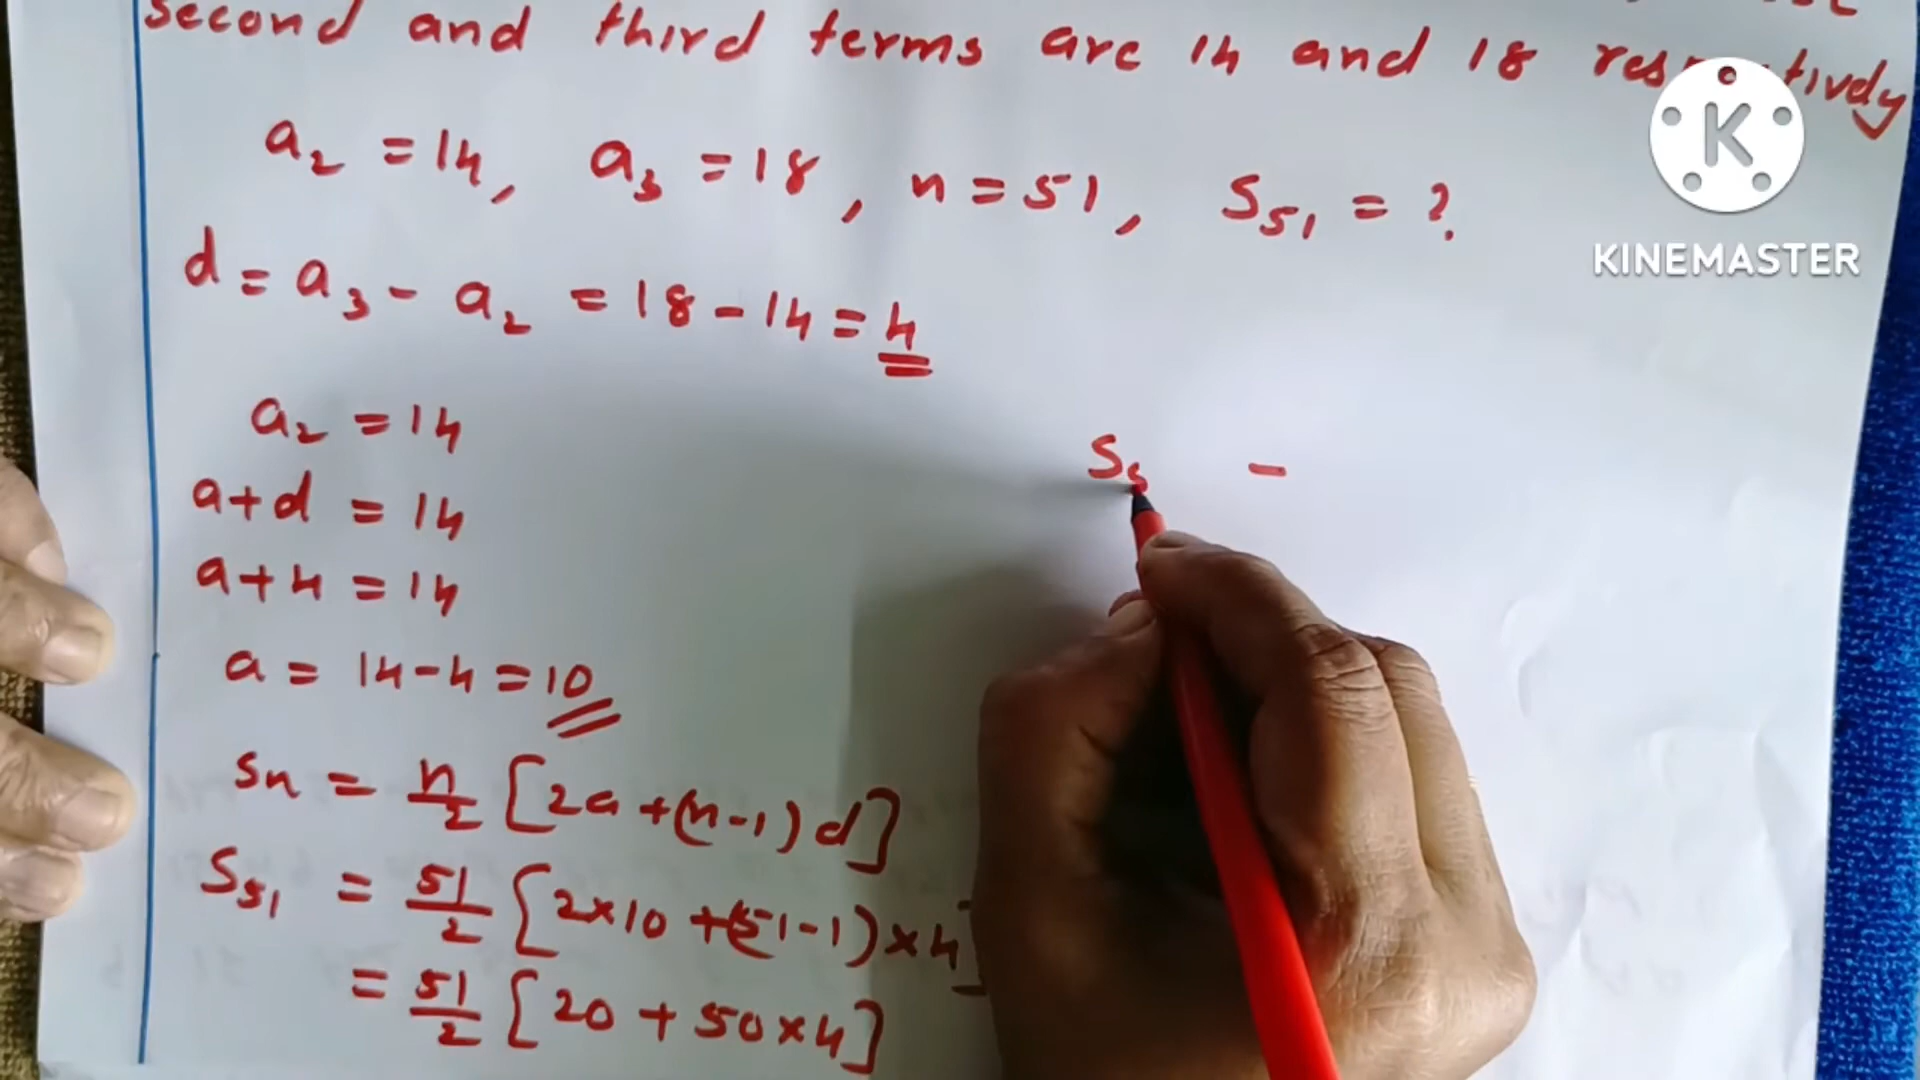 second and third terms are 14 and 18 respectively
a₂ = 14, a₃ = 18, n = 51, S₅₁ = ?
K
KINEMASTER
d = a₃ - a₂ = 18 - 14 = 4
a₂ = 14
a + d = 14
a + 4 = 14
a = 14 - 4 = 10
Sn = n/2 [2a + (n-1) d]
S₅₁ = 51/2 [2×10 + (51-1) × 4]
= 51/2 [20 + 50×4]
S₅ -